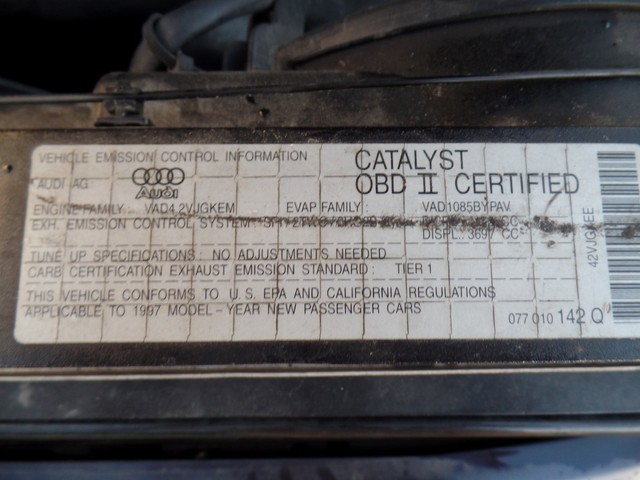 VEHICLE EMISSION CONTROL INFORMATION
CATALYST
AUDI AG
Audi
OBD II CERTIFIED
ENGINE FAMILY : VAD4.2VJGKEM EVAP FAMILY : VAD1085BYPAV
EXH. EMISSION CONTROL SYSTEM
DISPL.: 3697 CC
TUNE UP SPECIFICATIONS : NO ADJUSTMENTS NEEDED
CARB CERTIFICATION EXHAUST EMISSION STANDARD : TIER 1
THIS VEHICLE CONFORMS TO U.S. EPA AND CALIFORNIA REGULATIONS
APPLICABLE TO 1997 MODEL-YEAR NEW PASSENGER CARS
077 010 142 Q